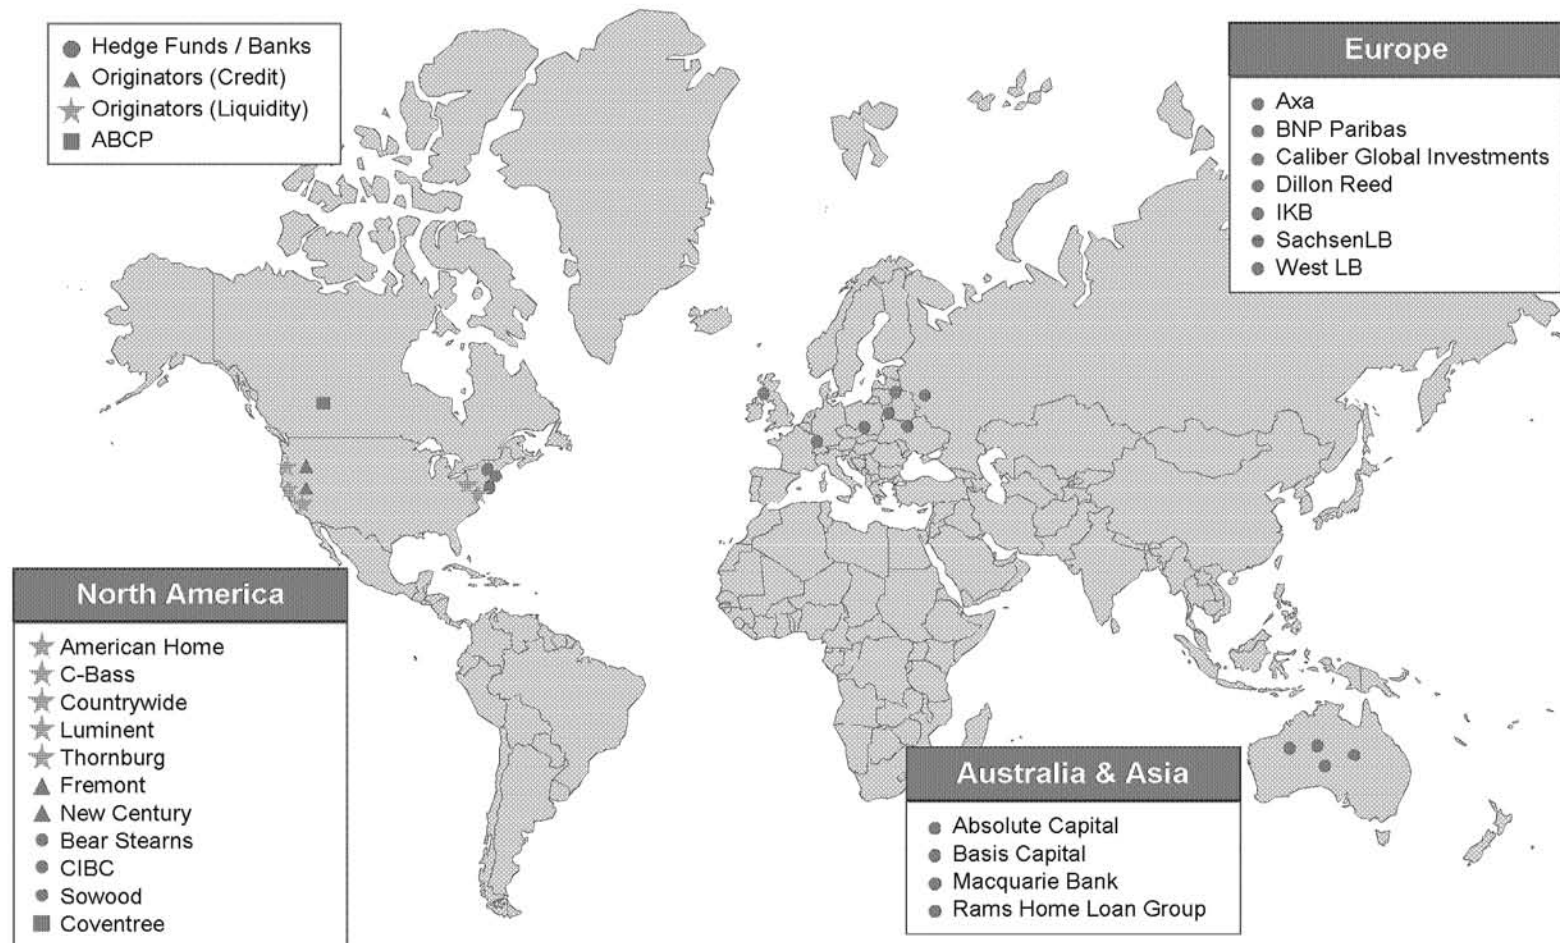 Hedge Funds / Banks
Originators (Credit)
Originators (Liquidity)
ABCP
Europe
Axa
BNP Paribas
Caliber Global Investments
Dillon Reed
IKB
SachsenLB
West LB
North America
American Home
C-Bass
Countrywide
Luminent
Thornburg
Fremont
New Century
Bear Stearns
CIBC
Sowood
Coventree
Australia & Asia
Absolute Capital
Basis Capital
Macquarie Bank
Rams Home Loan Group